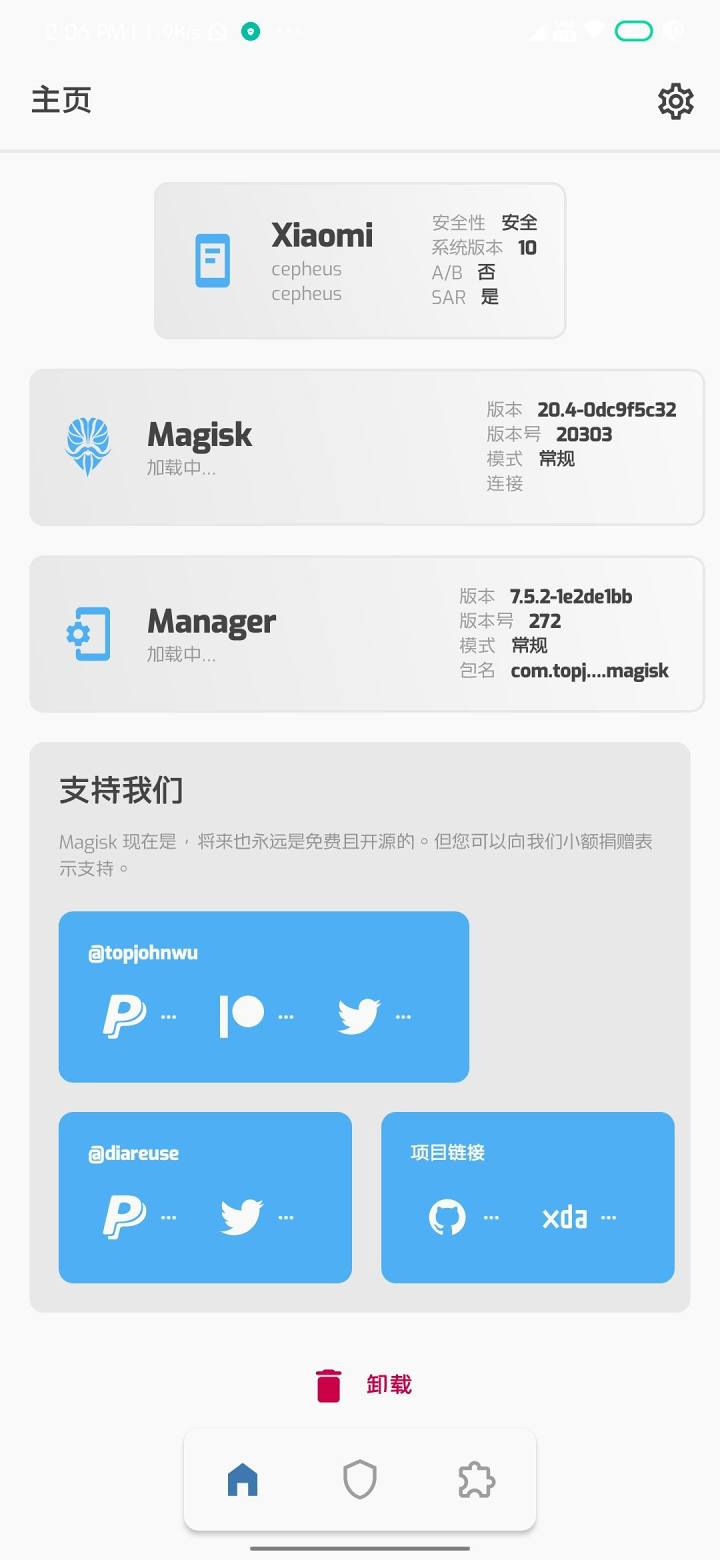 2:06 PM
主页
Xiaomi
cepheus
cepheus
安全性 安全
系统版本 10
A/B 否
SAR 是
Magisk
加载中...
版本 20.4-0dc9f5c32
版本号 20303
模式 常规
连接
Manager
加载中...
版本 7.5.2-1e2de1bb
版本号 272
模式 常规
包名 com.topj....magisk
支持我们
Magisk 现在是，将来也永远是免费且开源的。但您可以向我们小额捐赠表
示支持。
@topjohnwu
... ... ...
@diareuse
... ...
项目链接
... xda ...
卸载